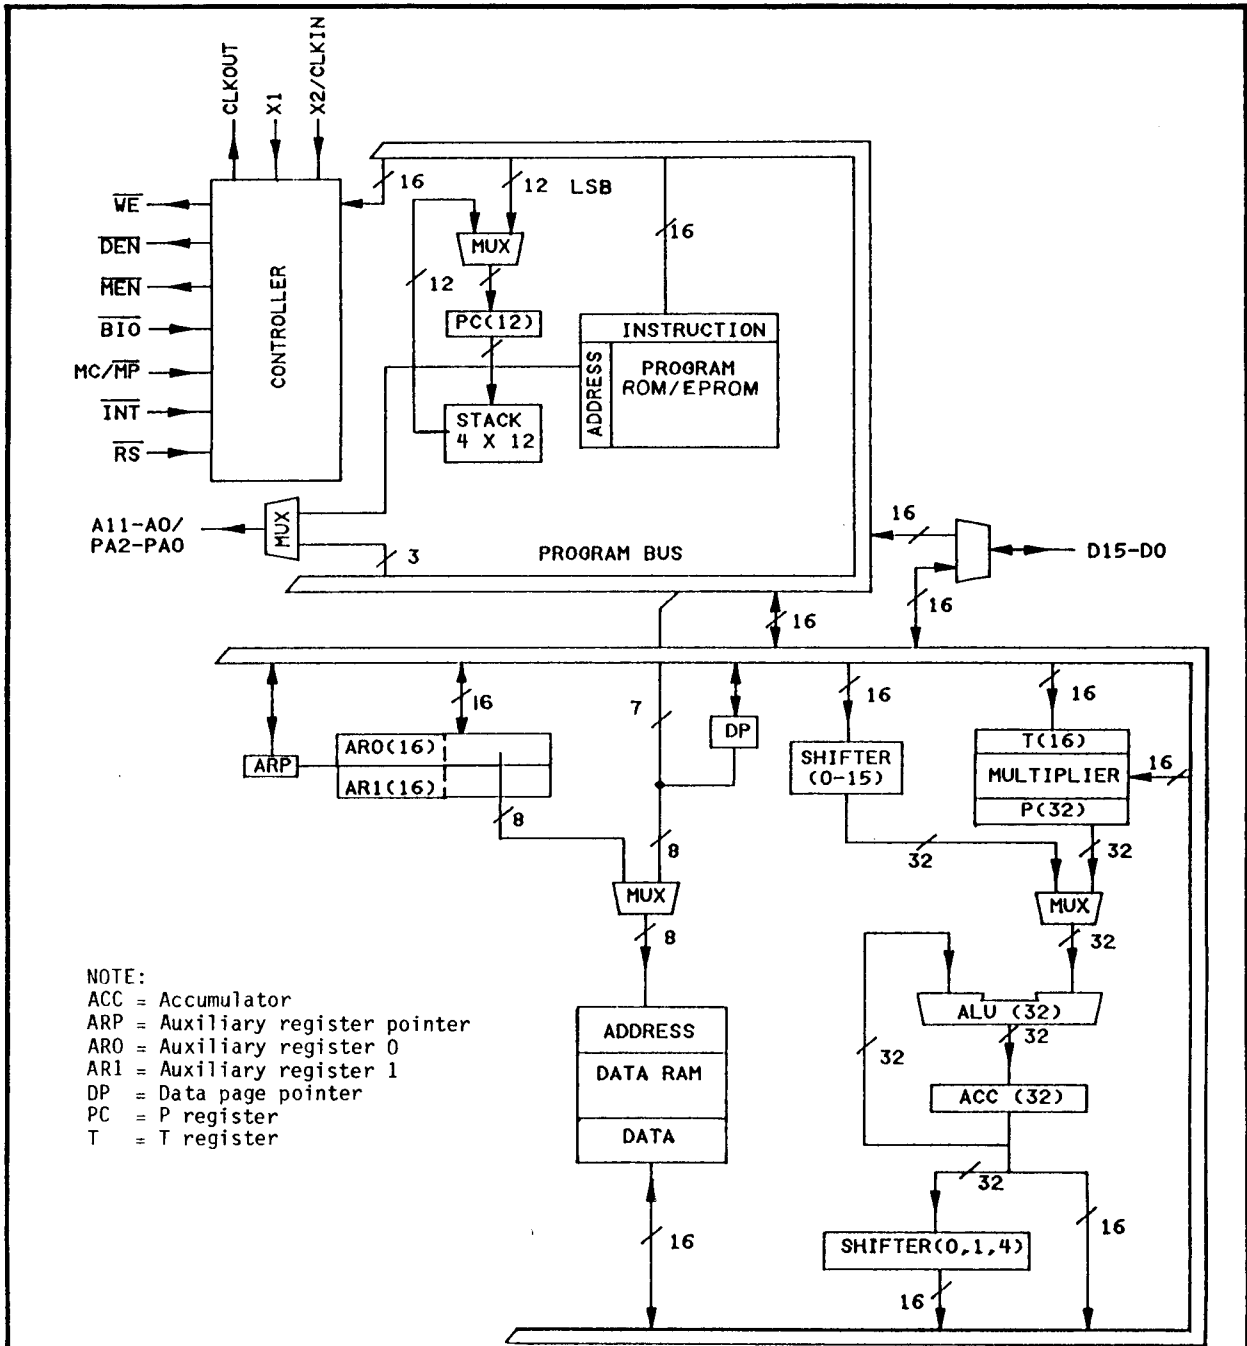 CLKOUT
X1
X2/CLKIN
WE
DEN
MEN
BIO
MC/MP
INT
RS
CONTROLLER
16
12 LSB
16
MUX
12
PC(12)
INSTRUCTION
ADDRESS
PROGRAM
ROM/EPROM
STACK
4 X 12
A11-A0/
PA2-PA0
MUX
3
PROGRAM BUS
16
D15-D0
16
16
16
7
16
16
ARP
AR0(16)
AR1(16)
DP
SHIFTER
(0-15)
T(16)
MULTIPLIER
P(32)
16
8
8
32
32
MUX
MUX
8
32
NOTE:
ACC = Accumulator
ARP = Auxiliary register pointer
AR0 = Auxiliary register 0
AR1 = Auxiliary register 1
DP = Data page pointer
PC = P register
T = T register
ADDRESS
DATA RAM
DATA
ALU (32)
32
32
ACC (32)
32
16
16
SHIFTER(0,1,4)
16